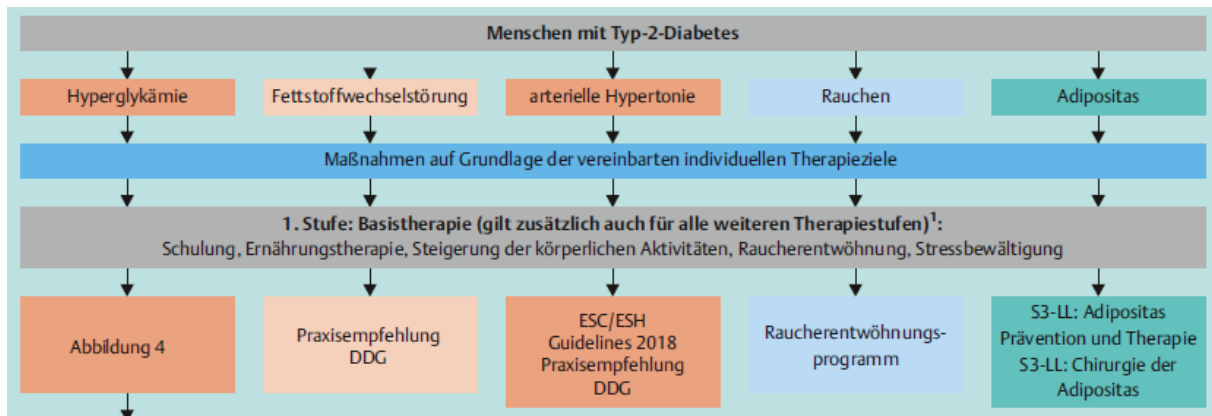 Menschen mit Typ-2-Diabetes
Hyperglykämie
Fettstoffwechselstörung
arterielle Hypertonie
Rauchen
Adipositas
Maßnahmen auf Grundlage der vereinbarten individuellen Therapieziele
1. Stufe: Basistherapie (gilt zusätzlich auch für alle weiteren Therapiestufen)¹:
Schulung, Ernährungstherapie, Steigerung der körperlichen Aktivitäten, Raucherentwöhnung, Stressbewältigung
Abbildung 4
Praxisempfehlung
DDG
ESC/ESH
Guidelines 2018
Praxisempfehlung
DDG
Raucherentwöhnungs-
programm
S3-LL: Adipositas
Prävention und Therapie
S3-LL: Chirurgie der
Adipositas